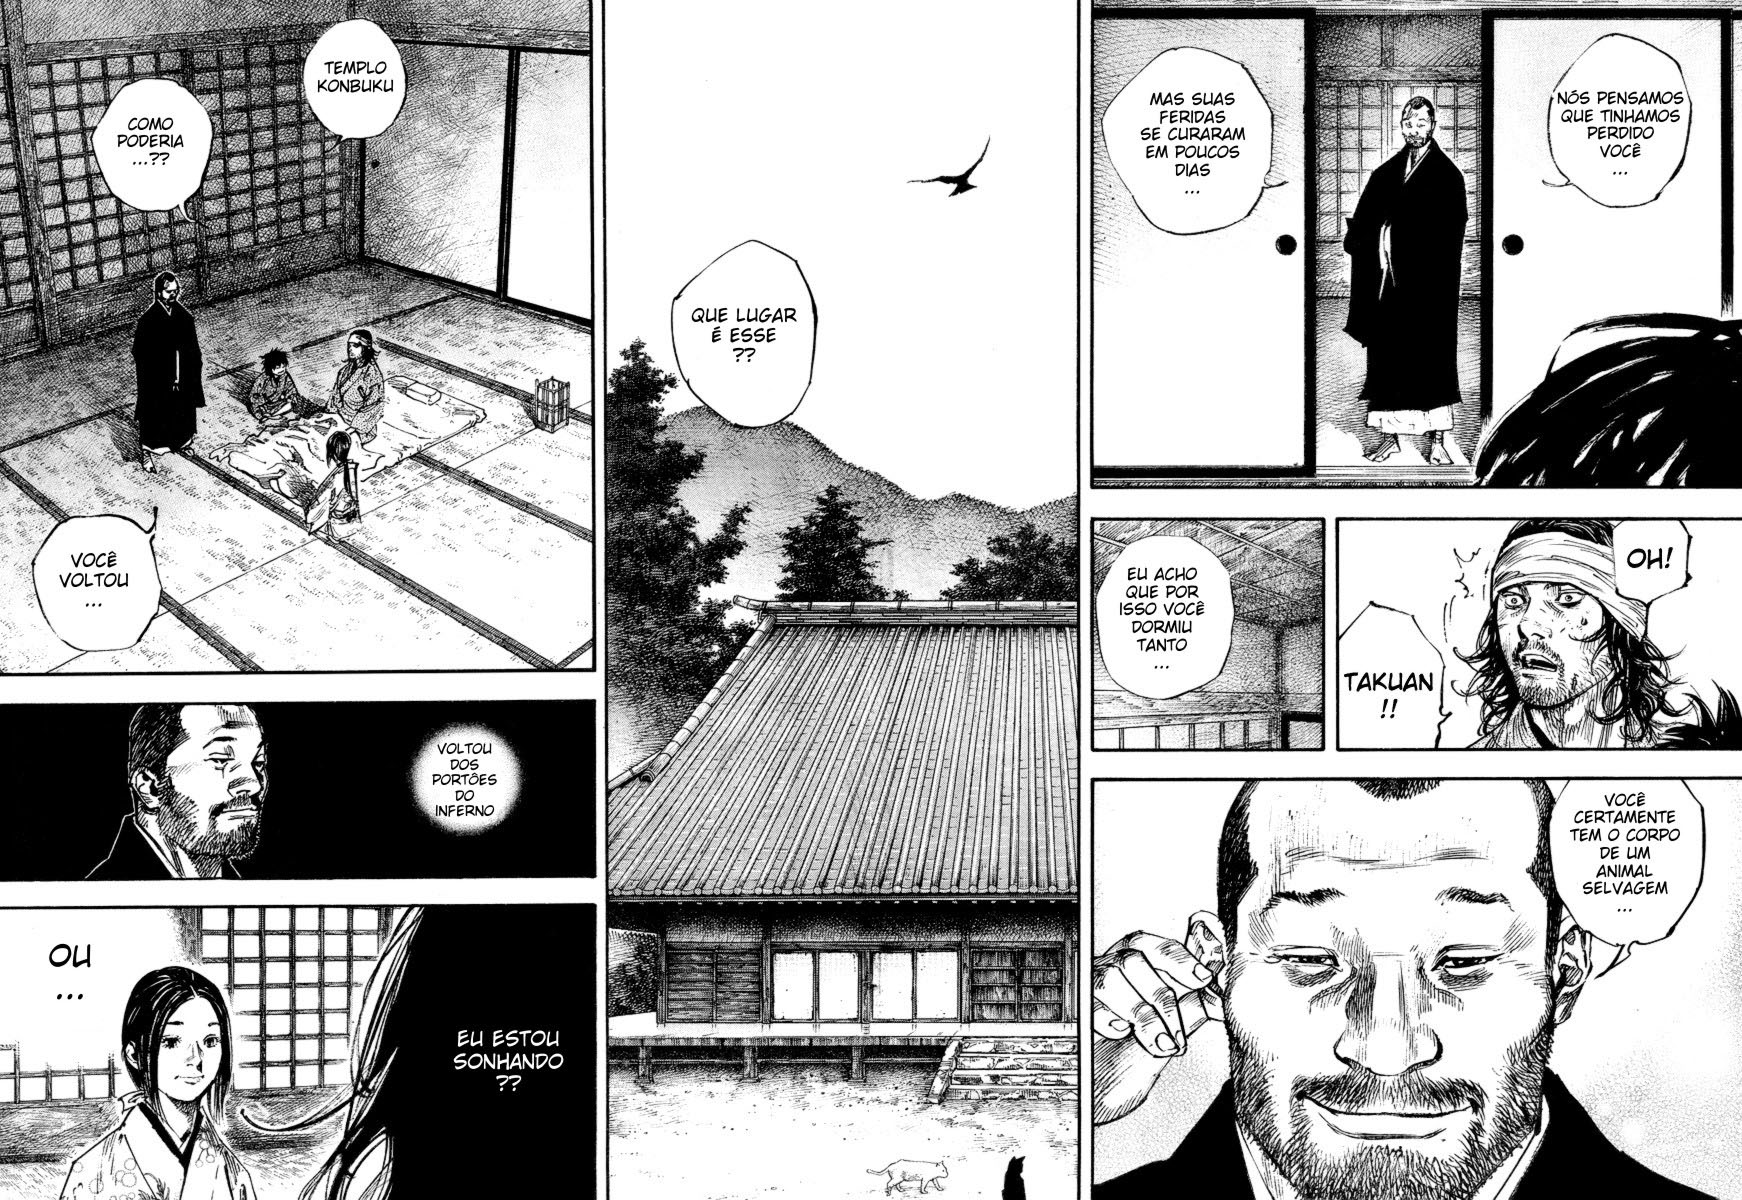 NÓS PENSAMOS
QUE TINHAMOS
PERDIDO
VOCÊ
...
MAS SUAS
FERIDAS
SE CURARAM
EM POUCOS
DIAS
...
OH!
TAKUAN
!!
EU ACHO
QUE POR
ISSO VOCÊ
DORMIU
TANTO
...
VOCÊ
CERTAMENTE
TEM O CORPO
DE UM
ANIMAL
SELVAGEM
...
QUE LUGAR
É ESSE
??
TEMPLO
KONBUKU
COMO
PODERIA
...??
VOCÊ
VOLTOU
...
VOLTOU
DOS
PORTÕES
DO
INFERNO
EU ESTOU
SONHANDO
??
OU
...